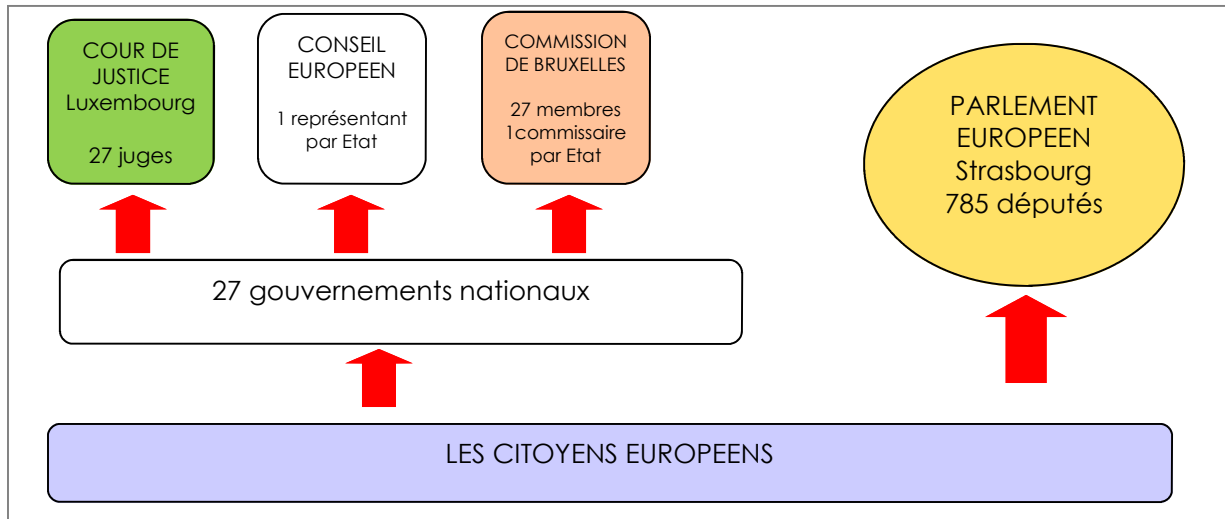 COUR DE
JUSTICE
Luxembourg
27 juges
CONSEIL
EUROPEEN
1 représentant
par Etat
COMMISSION
DE BRUXELLES
27 membres
1commissaire
par Etat
PARLEMENT
EUROPEEN
Strasbourg
785 députés
27 gouvernements nationaux
LES CITOYENS EUROPEENS